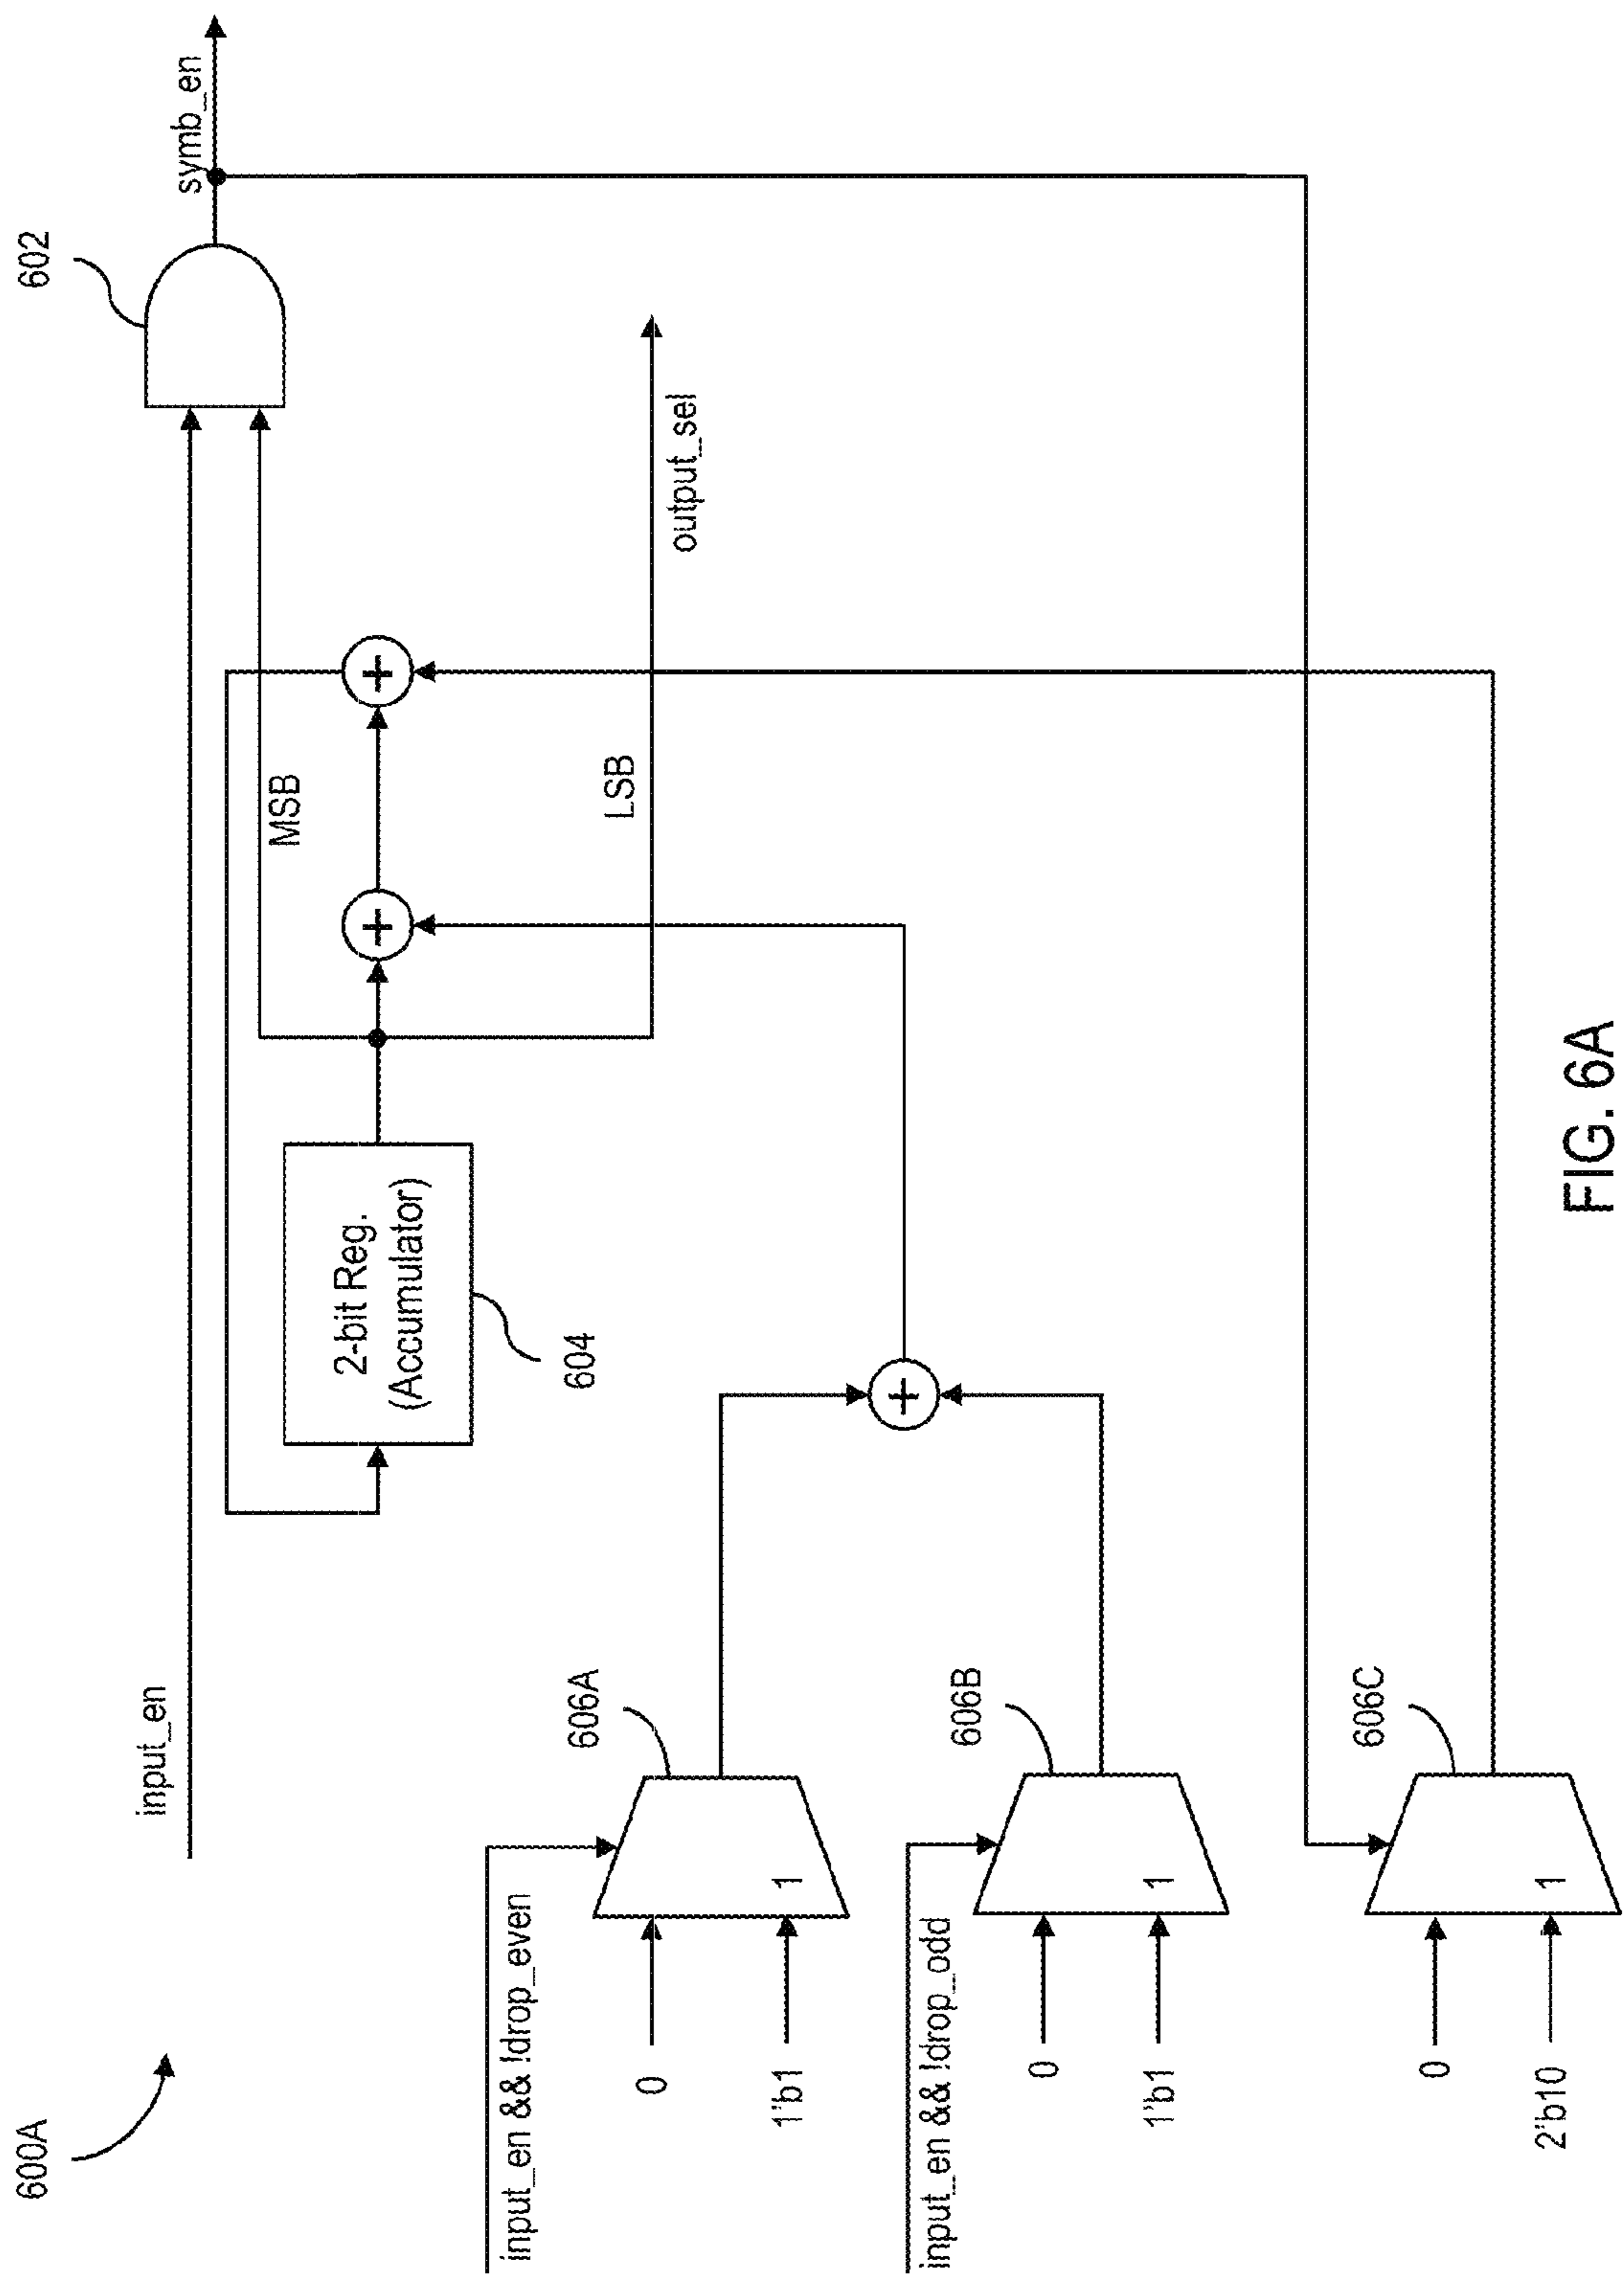 600A
input_en
602
symb_en
MSB
2-bit Reg.
(Accumulator)
604
+
+
LSB
output_sel
input_en && !drop_even
606A
0
1
1'b1
+
input_en && !drop_odd
606B
0
1
1'b1
606C
0
1
2'b10
FIG. 6A